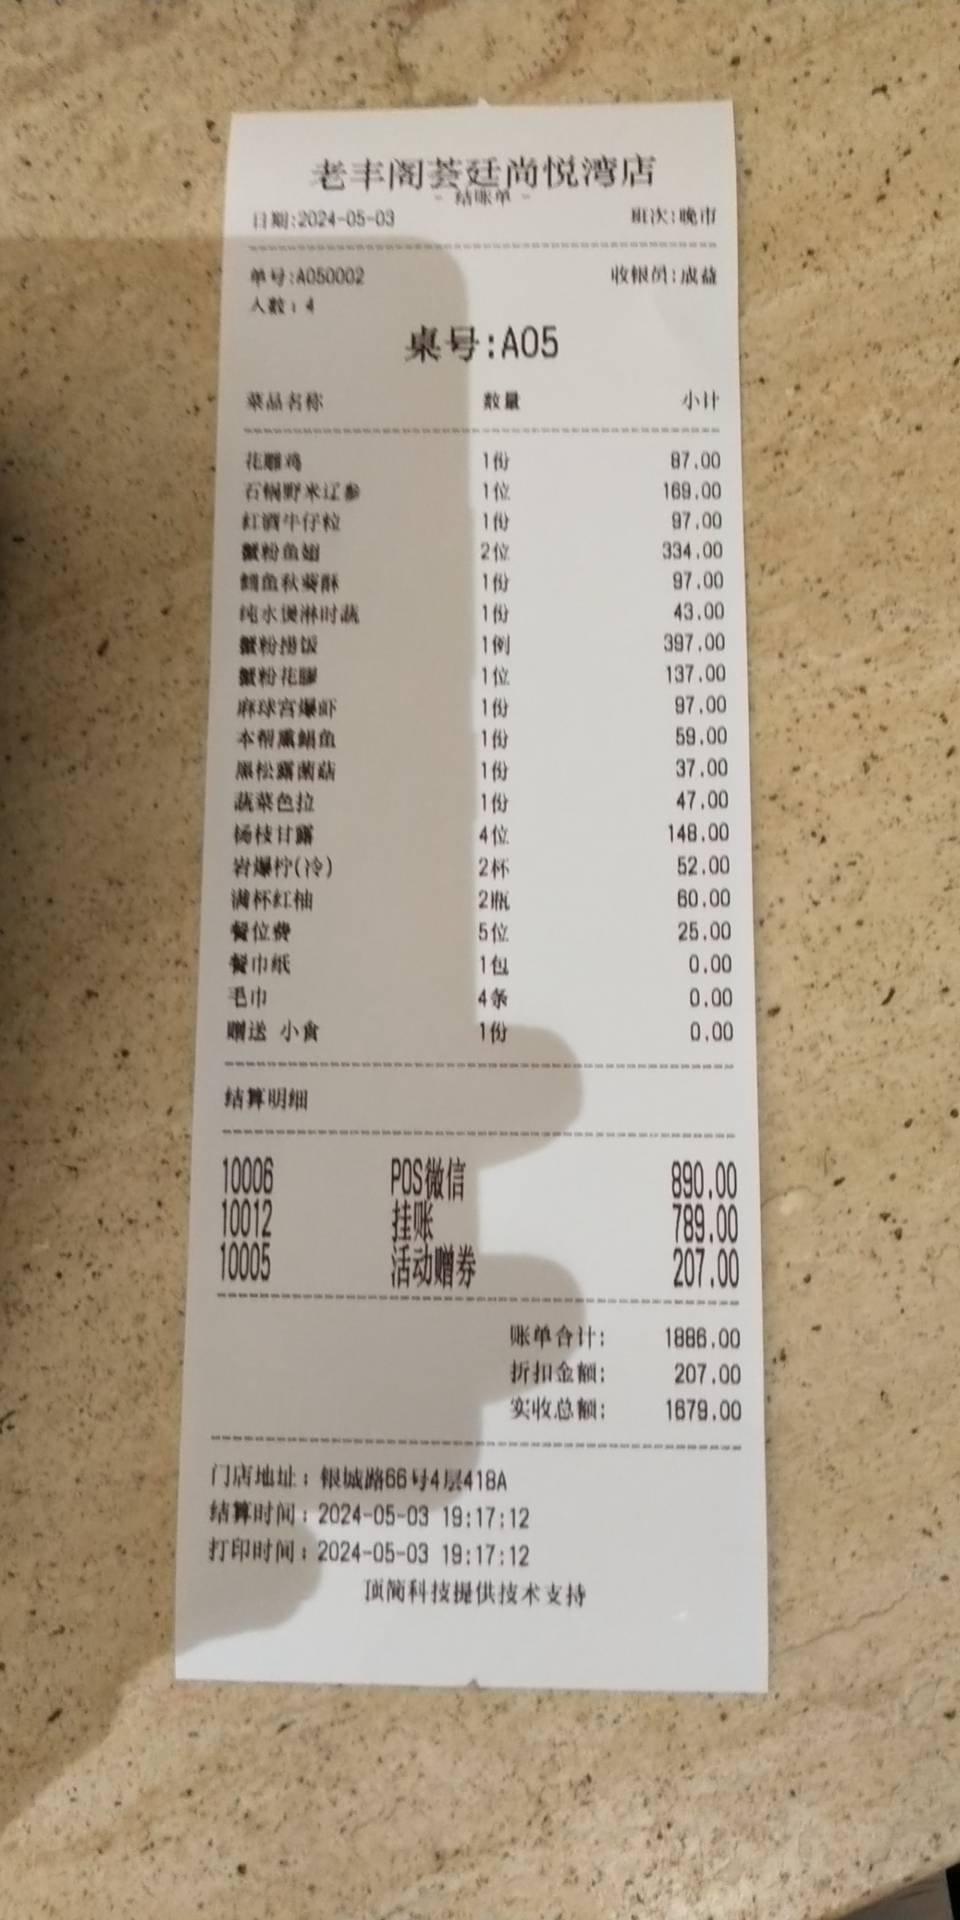 老丰阁荟廷尚悦湾店
- 结账单 -
日期:2024-05-03 班次:晚市
单号:A050002 收银员:成益
人数：4
桌号:A05
菜品名称 数量 小计
花雕鸡 1份 87.00
石锅野米辽参 1位 169.00
红酒牛仔粒 1份 97.00
蟹粉鱼翅 2位 334.00
鳕鱼秋葵酥 1份 97.00
纯水煲淋时蔬 1份 43.00
蟹粉捞饭 1例 397.00
蟹粉花膠 1位 137.00
麻球宫爆虾 1份 97.00
本帮熏鲳鱼 1份 59.00
黑松露菌菇 1份 37.00
蔬菜色拉 1份 47.00
杨枝甘露 4位 148.00
岩爆柠(冷) 2杯 52.00
满杯红柚 2瓶 60.00
餐位费 5位 25.00
餐巾纸 1包 0.00
毛巾 4条 0.00
赠送 小食 1份 0.00
结算明细
10006 POS微信 890.00
10012 挂账 789.00
10005 活动赠券 207.00
账单合计: 1886.00
折扣金额: 207.00
实收总额: 1679.00
门店地址：银城路66号4层418A
结算时间：2024-05-03 19:17:12
打印时间：2024-05-03 19:17:12
顶简科技提供技术支持